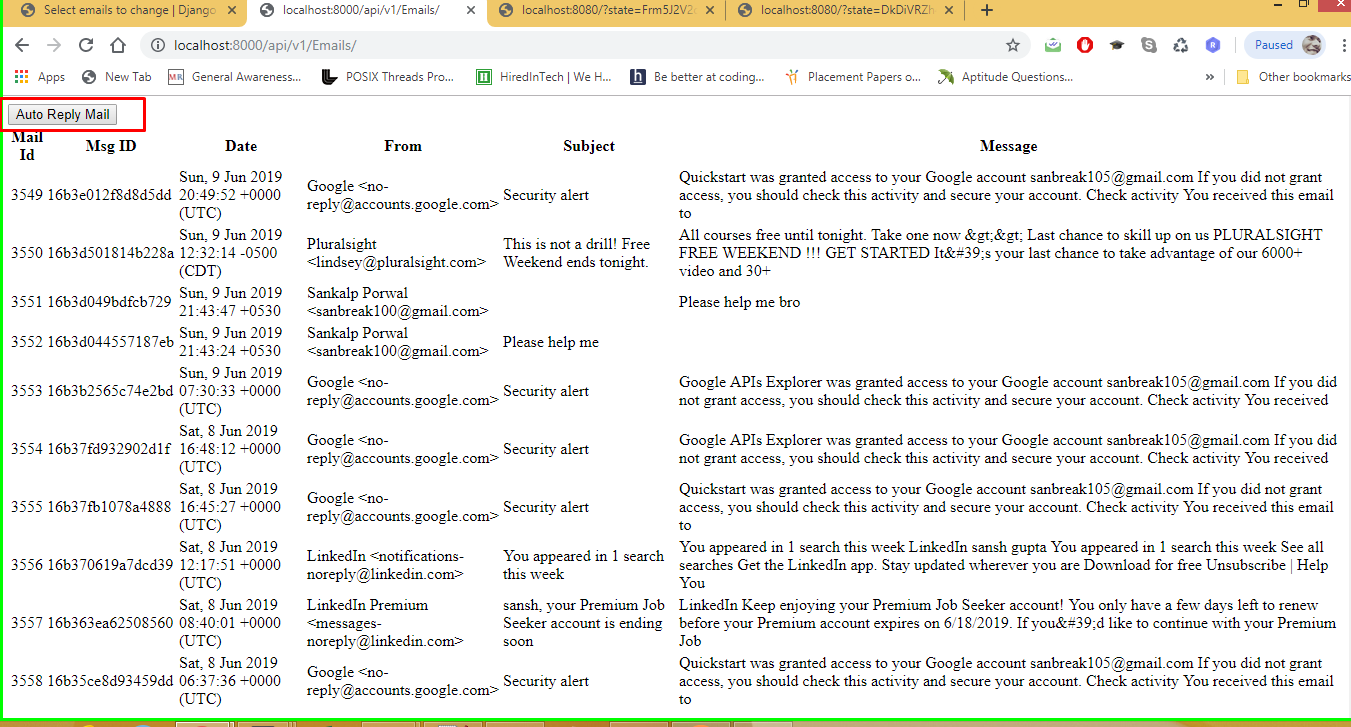 Select emails to change | Django
localhost:8000/api/v1/Emails/
localhost:8080/?state=Frm5J2V2
localhost:8080/?state=DkDiVRZh
localhost:8000/api/v1/Emails/
Paused
Apps
New Tab
General Awareness...
POSIX Threads Pro...
HiredInTech | We H...
Be better at coding...
Placement Papers o...
Aptitude Questions...
»
Other bookmarks
Auto Reply Mail
Mail Id Msg ID Date From Subject Message
3549 16b3e012f8d8d5dd
Sun, 9 Jun 2019
20:49:52 +0000
(UTC)
Google <no-
reply@accounts.google.com>
Security alert
Quickstart was granted access to your Google account sanbreak105@gmail.com If you did not grant
access, you should check this activity and secure your account. Check activity You received this email
to
3550 16b3d501814b228a
Sun, 9 Jun 2019
12:32:14 -0500
(CDT)
Pluralsight
<lindsey@pluralsight.com>
This is not a drill! Free
Weekend ends tonight.
All courses free until tonight. Take one now &gt;&gt; Last chance to skill up on us PLURALSIGHT
FREE WEEKEND !!! GET STARTED It&#39;s your last chance to take advantage of our 6000+
video and 30+
3551 16b3d049bdfcb729
Sun, 9 Jun 2019
21:43:47 +0530
Sankalp Porwal
<sanbreak100@gmail.com>
Please help me bro
3552 16b3d044557187eb
Sun, 9 Jun 2019
21:43:24 +0530
Sankalp Porwal
<sanbreak100@gmail.com>
Please help me
3553 16b3b2565c74e2bd
Sun, 9 Jun 2019
07:30:33 +0000
(UTC)
Google <no-
reply@accounts.google.com>
Security alert
Google APIs Explorer was granted access to your Google account sanbreak105@gmail.com If you did
not grant access, you should check this activity and secure your account. Check activity You received
3554 16b37fd932902d1f
Sat, 8 Jun 2019
16:48:12 +0000
(UTC)
Google <no-
reply@accounts.google.com>
Security alert
Google APIs Explorer was granted access to your Google account sanbreak105@gmail.com If you did
not grant access, you should check this activity and secure your account. Check activity You received
3555 16b37fb1078a4888
Sat, 8 Jun 2019
16:45:27 +0000
(UTC)
Google <no-
reply@accounts.google.com>
Security alert
Quickstart was granted access to your Google account sanbreak105@gmail.com If you did not grant
access, you should check this activity and secure your account. Check activity You received this email
to
3556 16b370619a7dcd39
Sat, 8 Jun 2019
12:17:51 +0000
(UTC)
LinkedIn <notifications-
noreply@linkedin.com>
You appeared in 1 search
this week
You appeared in 1 search this week LinkedIn sansh gupta You appeared in 1 search this week See all
searches Get the LinkedIn app. Stay updated wherever you are Download for free Unsubscribe | Help
You
3557 16b363ea62508560
Sat, 8 Jun 2019
08:40:01 +0000
(UTC)
LinkedIn Premium
<messages-
noreply@linkedin.com>
sansh, your Premium Job
Seeker account is ending
soon
LinkedIn Keep enjoying your Premium Job Seeker account! You only have a few days left to renew
before your Premium account expires on 6/18/2019. If you&#39;d like to continue with your Premium
Job
3558 16b35ce8d93459dd
Sat, 8 Jun 2019
06:37:36 +0000
(UTC)
Google <no-
reply@accounts.google.com>
Security alert
Quickstart was granted access to your Google account sanbreak105@gmail.com If you did not grant
access, you should check this activity and secure your account. Check activity You received this email
to